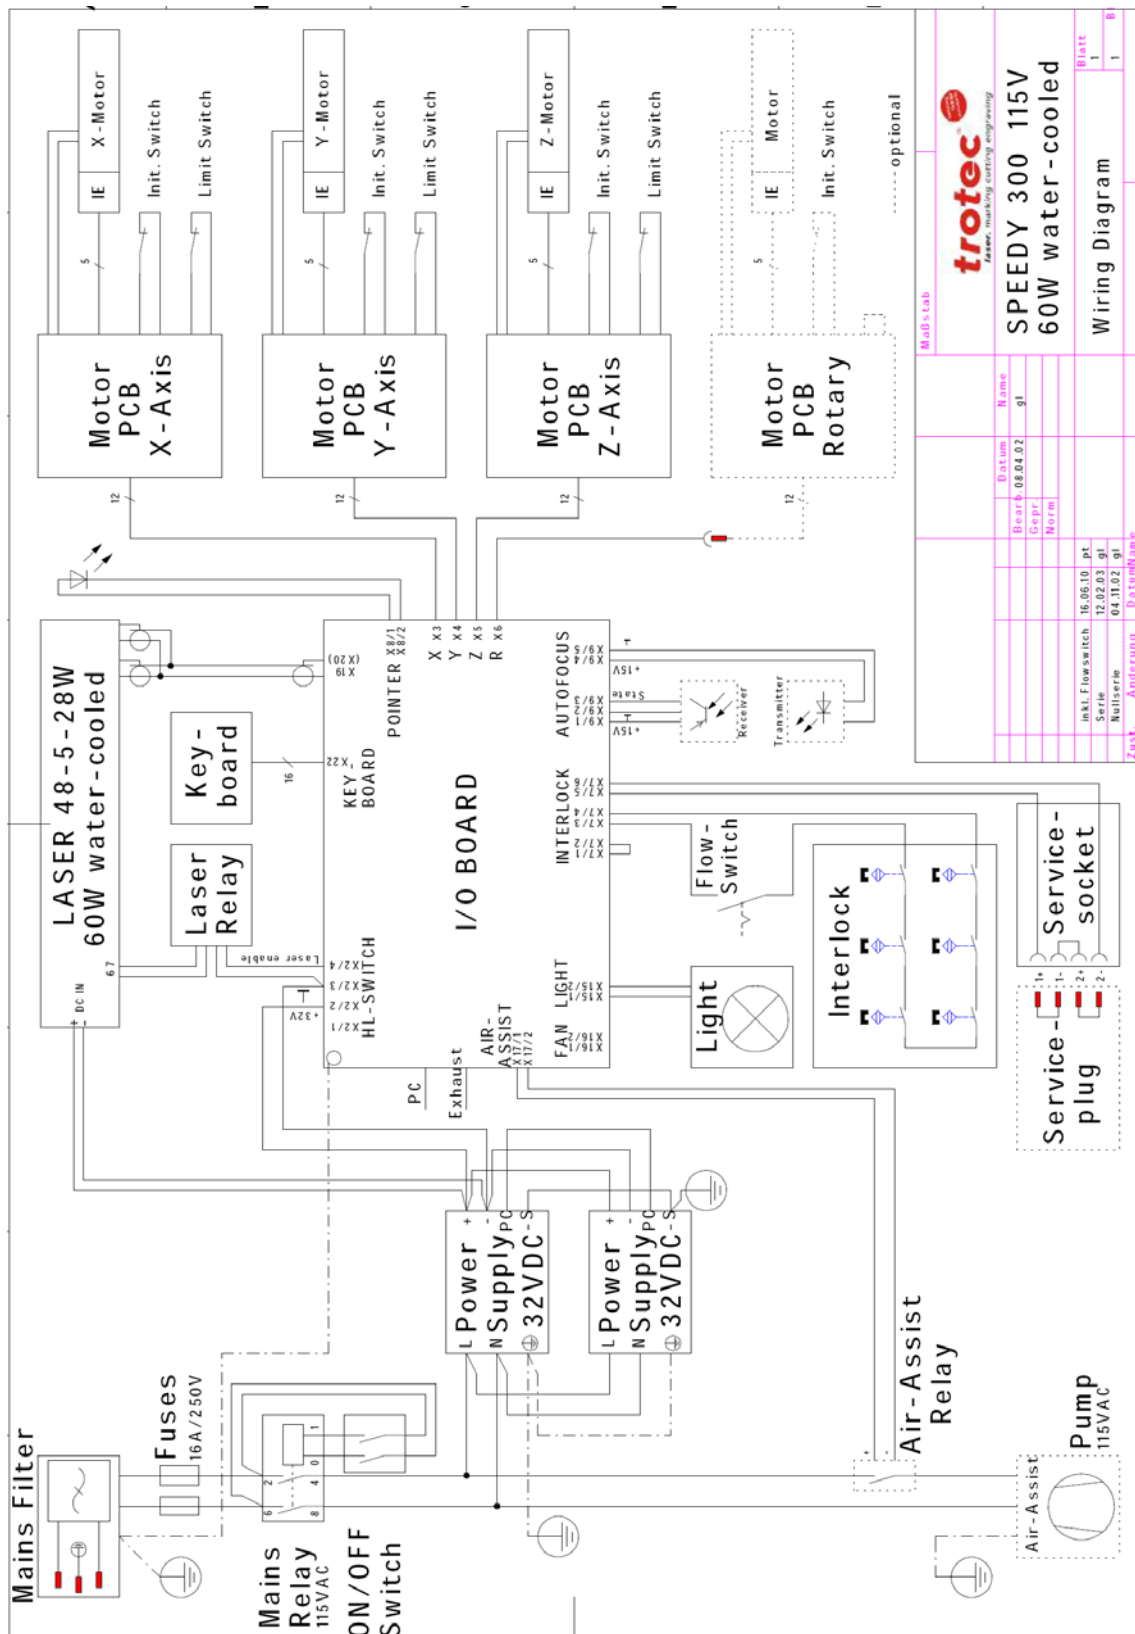 Mains Filter
Fuses
16A/250V
Mains
Relay
115VAC
ON/OFF
Switch
2
6
4
8
0
1
LASER 48-5-28W
60W water-cooled
+ DC IN
-
6 7
Laser
Relay
Key-
board
16
Laser enable
+32V
X2/1
X2/2
X2/3
X2/4
HL-SWITCH
X22
KEY
BOARD
X19
(X20)
POINTER
X8/1
X8/2
X X3
Y X4
Z X5
R X6
I/O BOARD
PC
Exhaust
AIR-
ASSIST
X17/1
X17/2
FAN
X16/1
X16/2
LIGHT
X15/1
X15/2
INTERLOCK
X7/1
X7/2
X7/3
X7/4
X7/5
X7/6
AUTOFOCUS
X9/1
X9/2
X9/3
X9/4
X9/5
+15V
State
+15V
Receiver
Transmitter
L Power +
-
N Supply PC
32VDC -S
L Power +
-
N Supply PC
32VDC -S
Light
Flow-
Switch
Interlock
Service-
socket
1+
1-
2+
2-
Service-
plug
Air-Assist
Relay
+
-
Air-Assist
Pump
115VAC
Motor
PCB
X-Axis
12
5
IE
X-Motor
Init. Switch
Limit Switch
Motor
PCB
Y-Axis
12
5
IE
Y-Motor
Init. Switch
Limit Switch
Motor
PCB
Z-Axis
12
5
IE
Z-Motor
Init. Switch
Limit Switch
Motor
PCB
Rotary
12
5
IE
Motor
Init. Switch
-----optional
Maßstab
trotec
laser. marking cutting engraving
SPEEDY 300 115V
60W water-cooled
Wiring Diagram
Blatt
1
1
Bl
Datum
Name
Bearb.
08.04.02
gl
Gepr.
Norm
inkl. Flowswitch
16.06.10
pt
Serie
12.02.03
gl
Nullserie
04.11.02
gl
Zust.
Änderung
Datum
Name